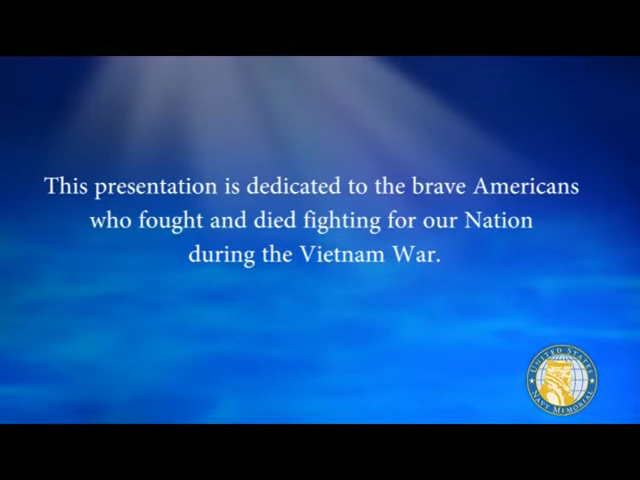 This presentation is dedicated to the brave Americans
who fought and died fighting for our Nation
during the Vietnam War.
UNITED STATES
NAVY MEMORIAL